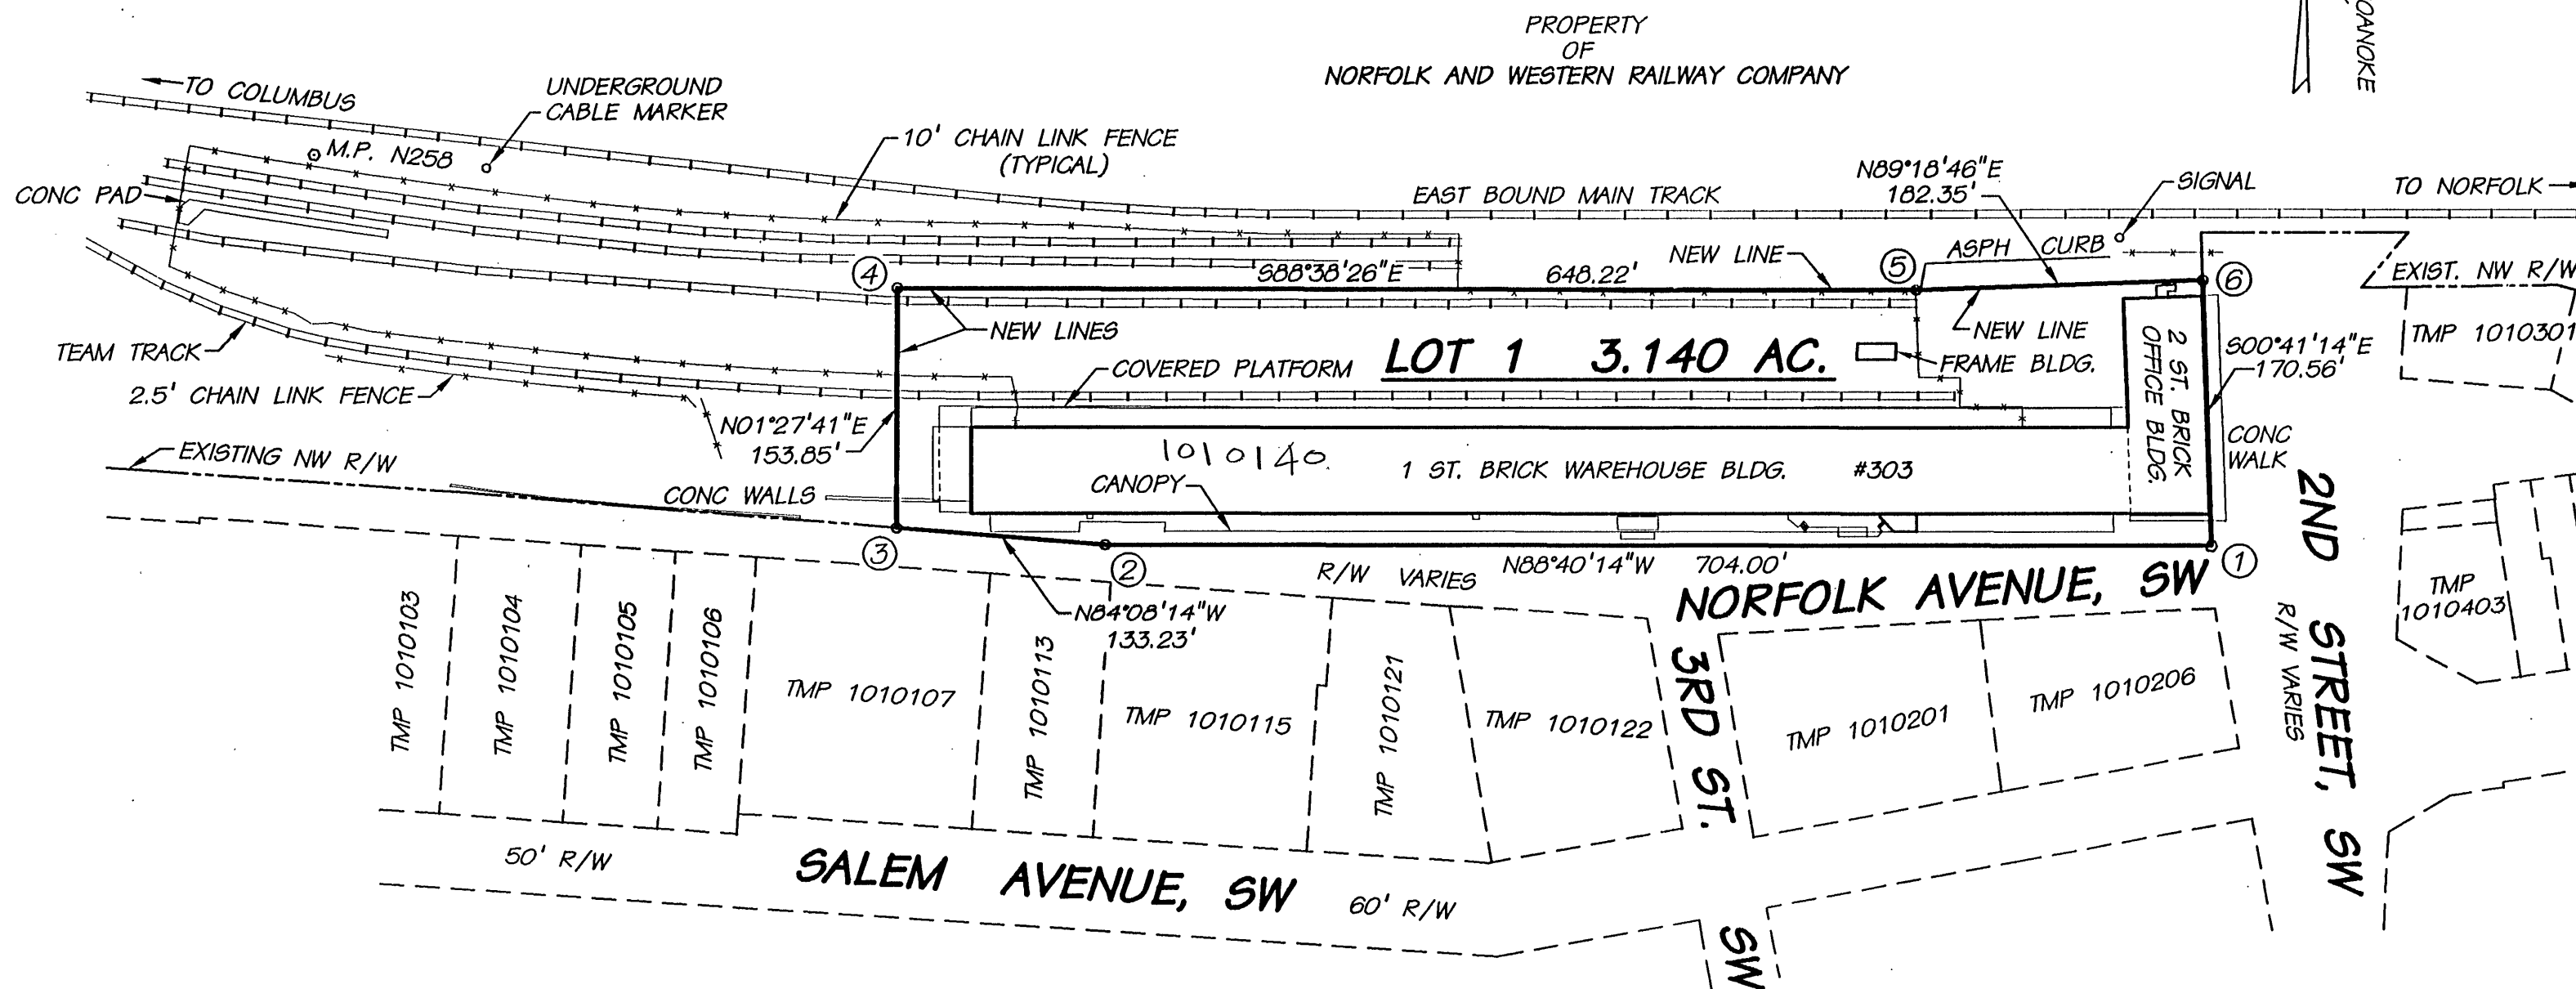 PROPERTY
OF
NORFOLK AND WESTERN RAILWAY COMPANY
OANOKE
TO COLUMBUS
UNDERGROUND
CABLE MARKER
M.P. N258
10' CHAIN LINK FENCE
(TYPICAL)
CONC PAD
EAST BOUND MAIN TRACK
N89°18'46"E
182.35'
SIGNAL
TO NORFOLK
NEW LINE
ASPH CURB
4
S88°38'26"E
648.22'
5
6
EXIST. NW R/W
NEW LINES
NEW LINE
TMP 1010301
TEAM TRACK
2.5' CHAIN LINK FENCE
COVERED PLATFORM
LOT 1 3.140 AC.
FRAME BLDG.
2 ST. BRICK
OFFICE BLDG.
S00°41'14"E
170.56'
N01°27'41"E
153.85'
EXISTING NW R/W
CONC WALLS
1010140
CANOPY
1 ST. BRICK WAREHOUSE BLDG. #303
CONC
WALK
3
2
1
R/W VARIES
N88°40'14"W 704.00'
NORFOLK AVENUE, SW
N84°08'14"W
133.23'
2ND STREET, SW
R/W VARIES
TMP
1010403
TMP 1010103
TMP 1010104
TMP 1010105
TMP 1010106
TMP 1010107
TMP 1010113
TMP 1010115
TMP 1010121
TMP 1010122
3RD ST.
SW
TMP 1010201
TMP 1010206
50' R/W
SALEM AVENUE, SW
60' R/W